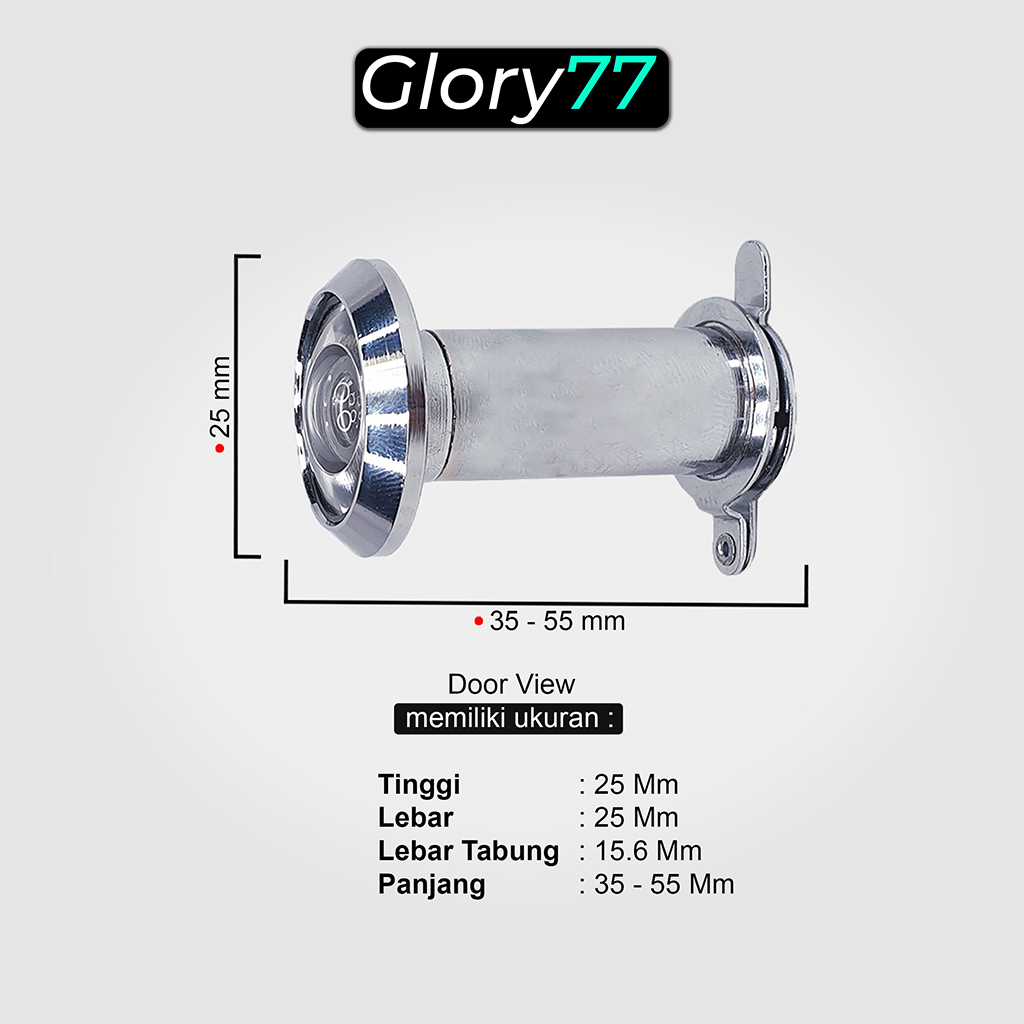 Glory77
25 mm
35 - 55 mm
Door View
memiliki ukuran :
Tinggi : 25 Mm
Lebar : 25 Mm
Lebar Tabung : 15.6 Mm
Panjang : 35 - 55 Mm